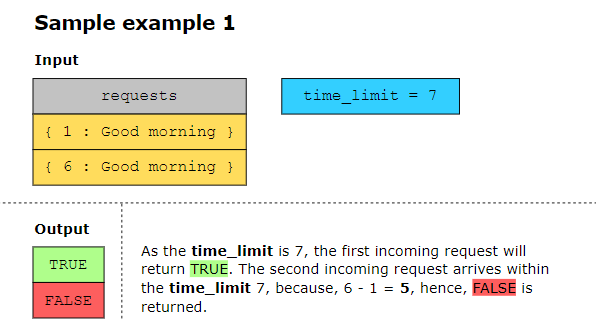 Sample example 1
Input
requests
time_limit = 7
{ 1 : Good morning }
{ 6 : Good morning }
Output
TRUE
FALSE
As the time_limit is 7, the first incoming request will
return TRUE. The second incoming request arrives within
the time_limit 7, because, 6 - 1 = 5, hence, FALSE is
returned.